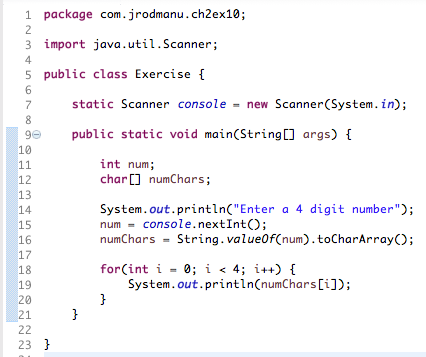 1 package com.jrodmanu.ch2ex10;
2
3 import java.util.Scanner;
4
5 public class Exercise {
6
7     static Scanner console = new Scanner(System.in);
8
9     public static void main(String[] args) {
10
11         int num;
12         char[] numChars;
13
14         System.out.println("Enter a 4 digit number");
15         num = console.nextInt();
16         numChars = String.valueOf(num).toCharArray();
17
18         for(int i = 0; i < 4; i++) {
19             System.out.println(numChars[i]);
20         }
21     }
22
23 }